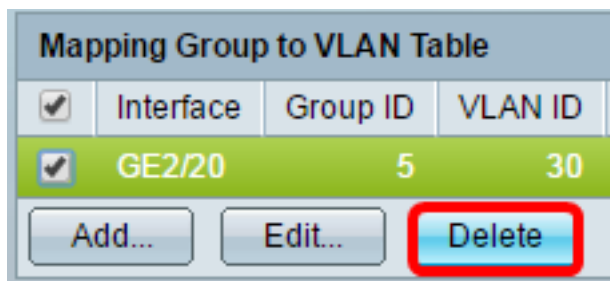 Mapping Group to VLAN Table
Interface Group ID VLAN ID
GE2/20 5 30
Add... Edit... Delete